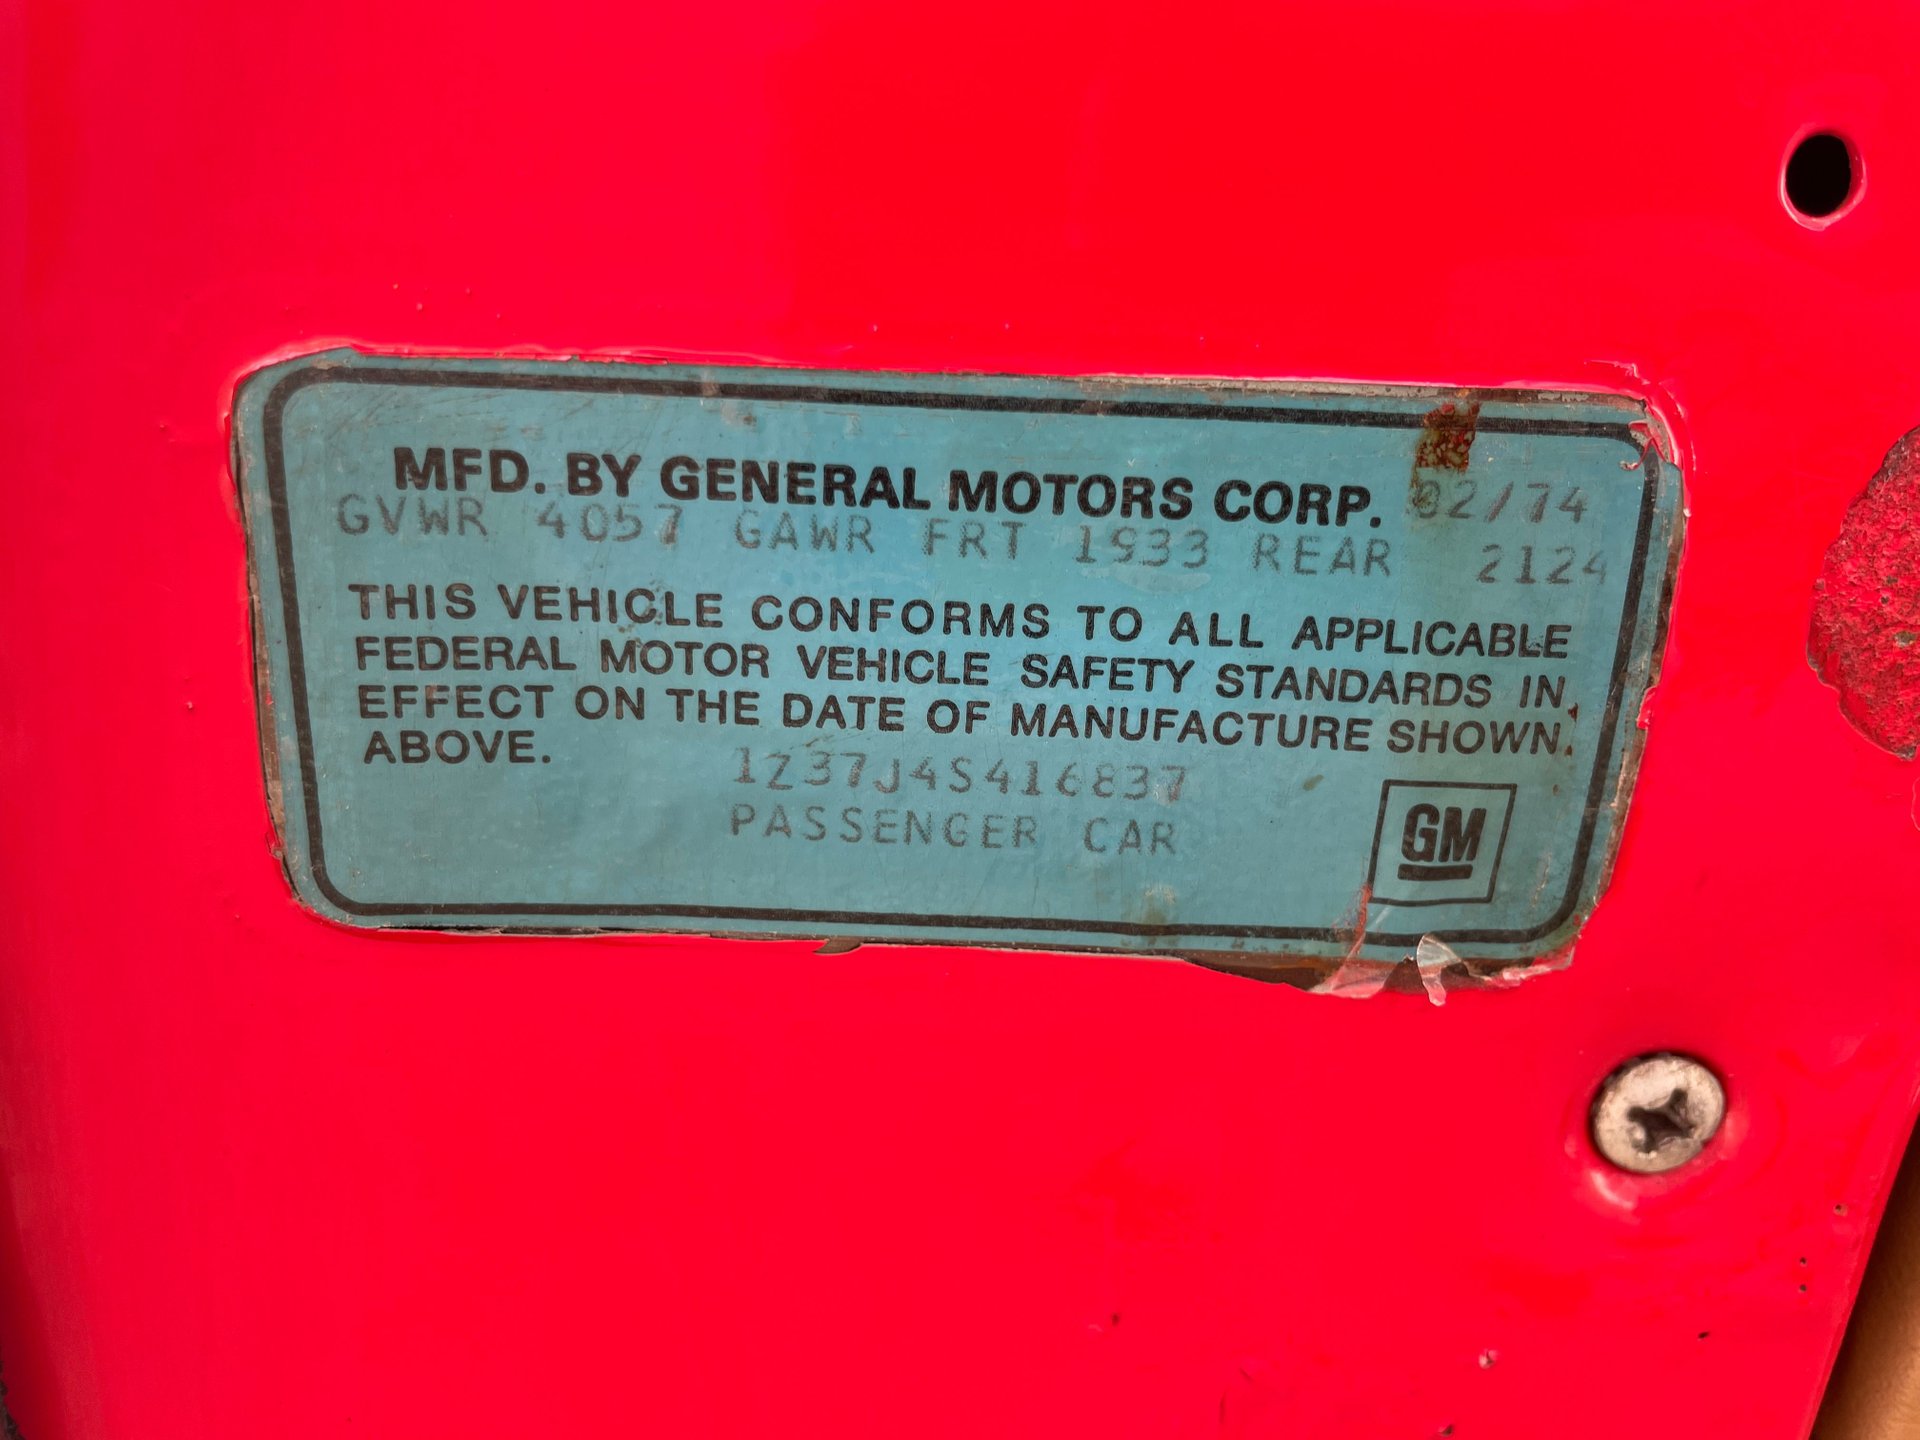 MFD. BY GENERAL MOTORS CORP. 02/74
GVWR 4057 GAWR FRT 1933 REAR 2124
THIS VEHICLE CONFORMS TO ALL APPLICABLE
FEDERAL MOTOR VEHICLE SAFETY STANDARDS IN
EFFECT ON THE DATE OF MANUFACTURE SHOWN
ABOVE.
1Z37J4S416837
PASSENGER CAR
GM